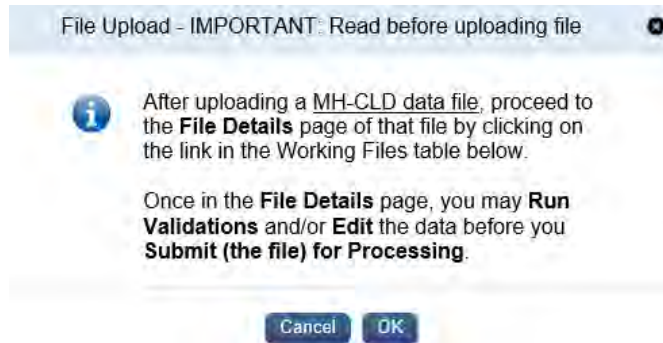 File Upload - IMPORTANT: Read before uploading file
After uploading a MH-CLD data file, proceed to
the File Details page of that file by clicking on
the link in the Working Files table below.
Once in the File Details page, you may Run
Validations and/or Edit the data before you
Submit (the file) for Processing.
Cancel OK